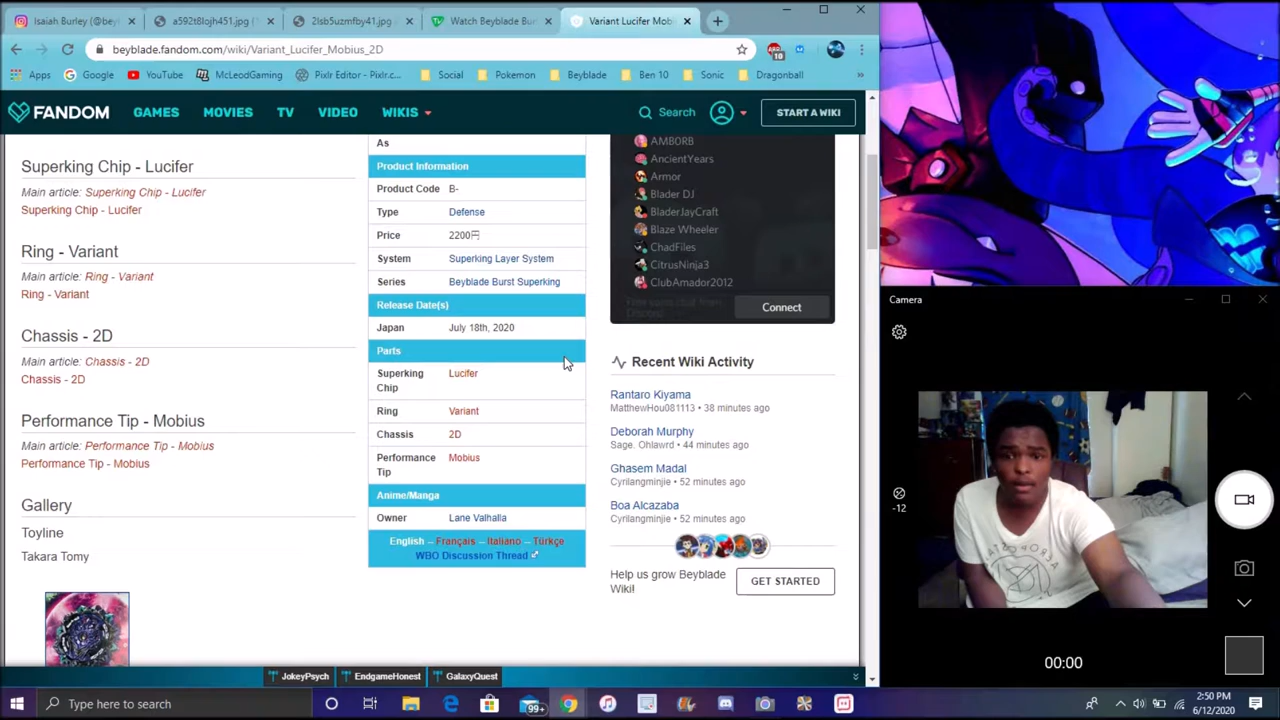 Isaiah Burley (@bey
a592t8lojh451.jpg (
2lsb5uzmfby41.jpg (
Watch Beyblade Bur
Variant Lucifer Mob
beyblade.fandom.com/wiki/Variant_Lucifer_Mobius_2D
10
Apps
Google
YouTube
McLeodGaming
Pixlr Editor - Pixlr.c...
Social
Pokemon
Beyblade
Ben 10
Sonic
Dragonball
FANDOM
GAMES
MOVIES
TV
VIDEO
WIKIS
Search
START A WIKI
Superking Chip - Lucifer
Main article: Superking Chip - Lucifer
Superking Chip - Lucifer
Ring - Variant
Main article: Ring - Variant
Ring - Variant
Chassis - 2D
Main article: Chassis - 2D
Chassis - 2D
Performance Tip - Mobius
Main article: Performance Tip - Mobius
Performance Tip - Mobius
Gallery
Toyline
Takara Tomy
As
Product Information
Product Code B-
Type Defense
Price 2200円
System Superking Layer System
Series Beyblade Burst Superking
Release Date(s)
Japan July 18th, 2020
Parts
Superking Chip Lucifer
Ring Variant
Chassis 2D
Performance Tip Mobius
Anime/Manga
Owner Lane Valhalla
English – Français – Italiano – Türkçe
WBO Discussion Thread
AMB0RB
AncientYears
Armor
Blader DJ
BladerJayCraft
Blaze Wheeler
ChadFiles
CitrusNinja3
ClubAmador2012
Connect
Recent Wiki Activity
Rantaro Kiyama
MatthewHou081113 • 38 minutes ago
Deborah Murphy
Sage. Ohlawrd • 44 minutes ago
Ghasem Madal
Cyrilangminjie • 52 minutes ago
Boa Alcazaba
Cyrilangminjie • 52 minutes ago
Help us grow Beyblade
Wiki!
GET STARTED
JokeyPsych
EndgameHonest
GalaxyQuest
Camera
-12
00:00
Type here to search
99+
2:50 PM
6/12/2020